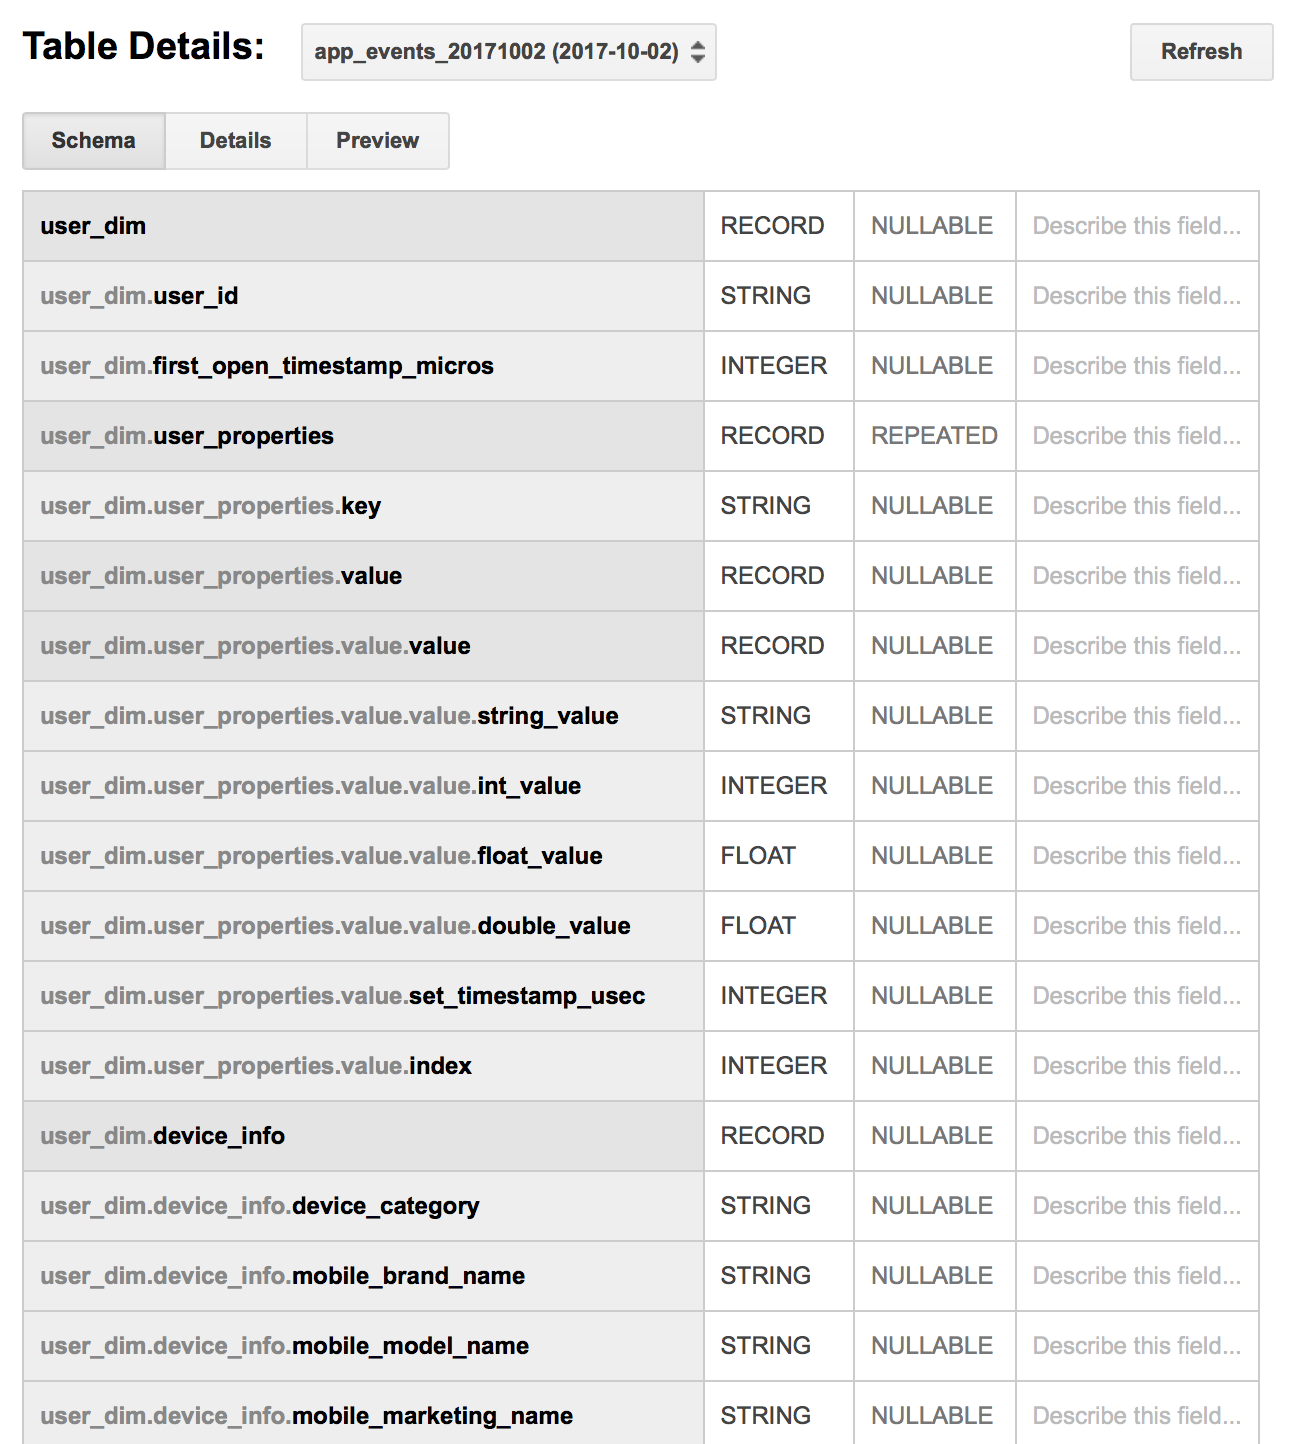 Table Details: app_events_20171002 (2017-10-02) Refresh
Schema Details Preview
user_dim RECORD NULLABLE Describe this field...
user_dim.user_id STRING NULLABLE Describe this field...
user_dim.first_open_timestamp_micros INTEGER NULLABLE Describe this field...
user_dim.user_properties RECORD REPEATED Describe this field...
user_dim.user_properties.key STRING NULLABLE Describe this field...
user_dim.user_properties.value RECORD NULLABLE Describe this field...
user_dim.user_properties.value.value RECORD NULLABLE Describe this field...
user_dim.user_properties.value.value.string_value STRING NULLABLE Describe this field...
user_dim.user_properties.value.value.int_value INTEGER NULLABLE Describe this field...
user_dim.user_properties.value.value.float_value FLOAT NULLABLE Describe this field...
user_dim.user_properties.value.value.double_value FLOAT NULLABLE Describe this field...
user_dim.user_properties.value.set_timestamp_usec INTEGER NULLABLE Describe this field...
user_dim.user_properties.value.index INTEGER NULLABLE Describe this field...
user_dim.device_info RECORD NULLABLE Describe this field...
user_dim.device_info.device_category STRING NULLABLE Describe this field...
user_dim.device_info.mobile_brand_name STRING NULLABLE Describe this field...
user_dim.device_info.mobile_model_name STRING NULLABLE Describe this field...
user_dim.device_info.mobile_marketing_name STRING NULLABLE Describe this field...